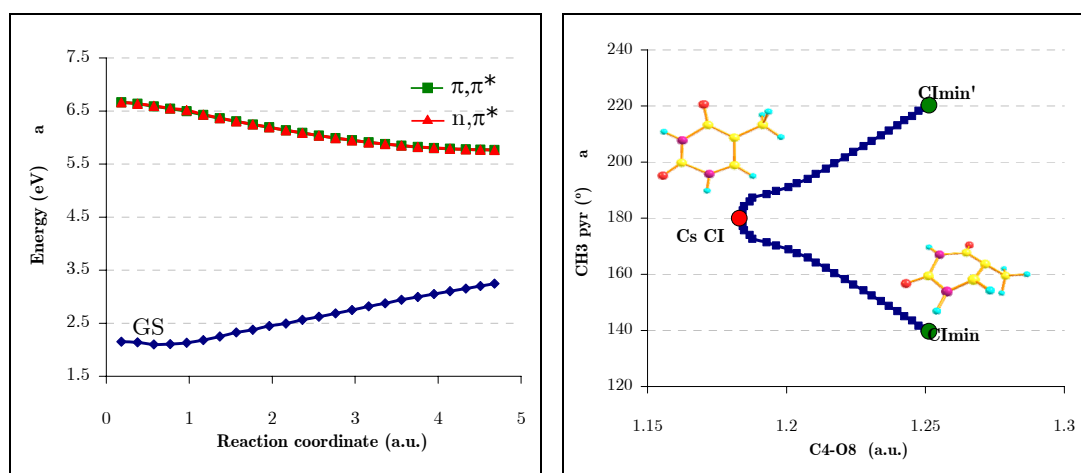 a
7.5
6.5
5.5
3.5
2.5
1.5
Energy (eV)
π,π*
n,π*
GS
0
1
2
3
4
5
Reaction coordinate (a.u.)
a
240
220
200
180
160
140
120
CH3 pyr (º)
CImin'
Cs CI
CImin
1.15
1.2
1.25
1.3
C4-O8 (a.u.)